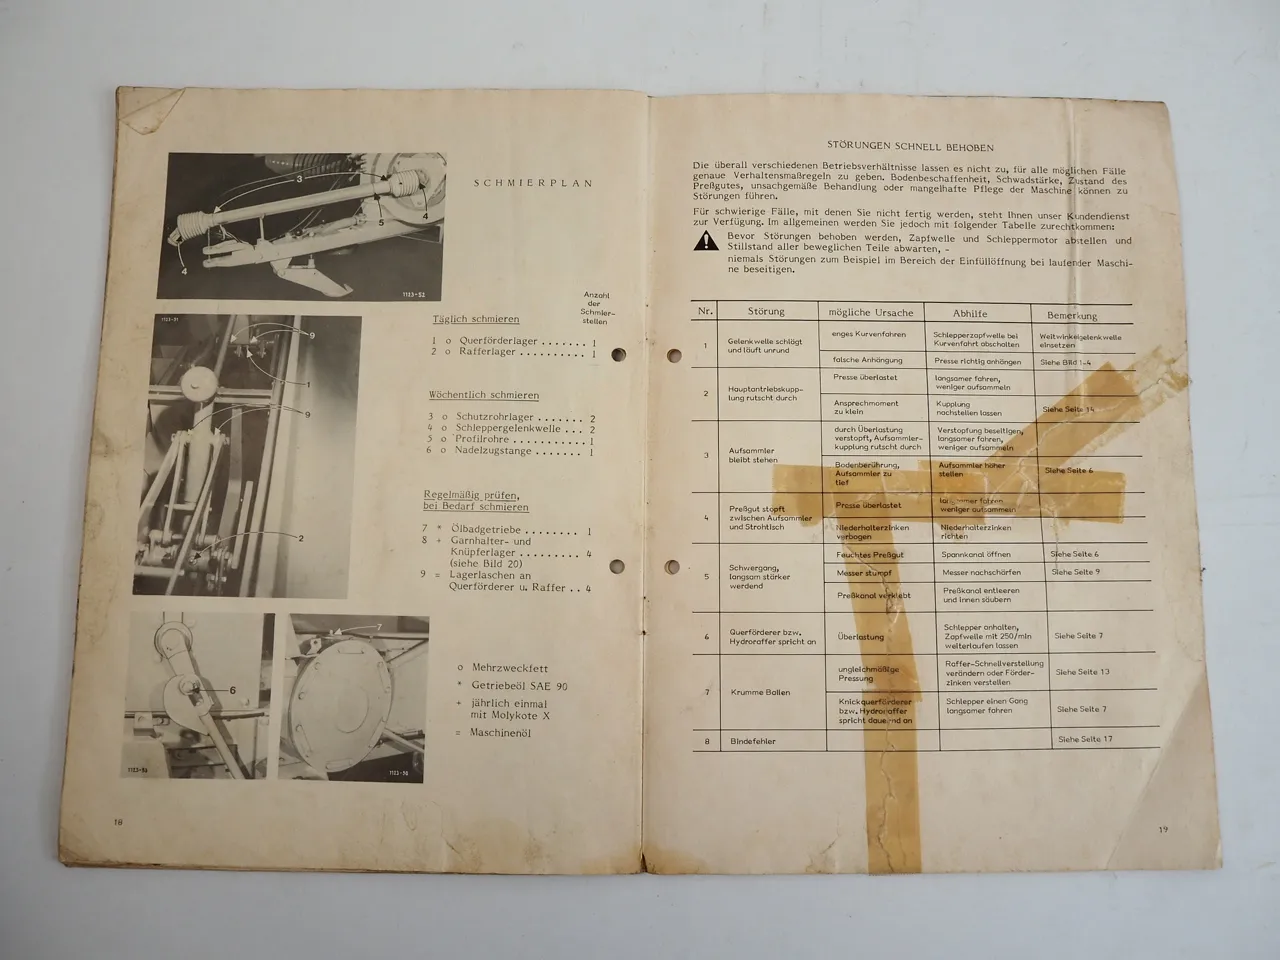 SCHMIERPLAN
3
4
5
4
1123-52
Anzahl
der
Schmier-
stellen
Täglich schmieren
1 o Querförderlager ....... 1
2 o Rafferlager .......... 1
1123-51
9
1
9
2
Wöchentlich schmieren
3 o Schutzrohrlager ...... 2
4 o Schleppergelenkwelle ... 2
5 o Profilrohre ........... 1
6 o Nadelzugstange ....... 1
Regelmäßig prüfen,
bei Bedarf schmieren
7 * Ölbadgetriebe ........ 1
8 + Garnhalter- und
Knüpferlager ......... 4
(siehe Bild 20)
9 = Lagerlaschen an
Querförderer u. Raffer .. 4
6
7
o Mehrzweckfett
* Getriebeöl SAE 90
+ jährlich einmal
mit Molykote X
= Maschinenöl
18
STÖRUNGEN SCHNELL BEHOBEN
Die überall verschiedenen Betriebsverhältnisse lassen es nicht zu, für alle möglichen Fälle
genaue Verhaltensmaßregeln zu geben. Bodenbeschaffenheit, Schwadstärke, Zustand des
Preßgutes, unsachgemäße Behandlung oder mangelhafte Pflege der Maschine können zu
Störungen führen.
Für schwierige Fälle, mit denen Sie nicht fertig werden, steht Ihnen unser Kundendienst
zur Verfügung. Im allgemeinen werden Sie jedoch mit folgender Tabelle zurechtkommen:
Bevor Störungen behoben werden, Zapfwelle und Schleppermotor abstellen und
Stillstand aller beweglichen Teile abwarten, -
niemals Störungen zum Beispiel im Bereich der Einfüllöffnung bei laufender Maschi-
ne beseitigen.
Nr. Störung mögliche Ursache Abhilfe Bemerkung
1 Gelenkwelle schlägt
und läuft unrund
enges Kurvenfahren
Schlepperzapfwelle bei
Kurvenfahrt abschalten
Weitwinkelgelenkwelle
einsetzen
falsche Anhängung Presse richtig anhängen Siehe Bild 1-4
2 Hauptantriebskupp-
lung rutscht durch
Presse überlastet
langsamer fahren,
weniger aufsammeln
Ansprechmoment
zu klein
Kupplung
nachstellen lassen
Siehe Seite 14
3 Aufsammler
bleibt stehen
durch Überlastung
verstopft, Aufsammler-
kupplung rutscht durch
Verstopfung beseitigen,
langsamer fahren,
weniger aufsammeln
Bodenberührung,
Aufsammler zu
tief
Aufsammler höher
stellen
Siehe Seite 6
4 Preßgut stopft
zwischen Aufsammler
und Strohtisch
Presse überlastet
langsamer fahren
weniger aufsammeln
Niederhalterzinken
verbogen
Niederhalterzinken
richten
5 Schwergang,
langsam stärker
werdend
Feuchtes Preßgut Spannkanal öffnen Siehe Seite 6
Messer stumpf Messer nachschärfen Siehe Seite 9
Preßkanal verklebt
Preßkanal entleeren
und innen säubern
6 Querförderer bzw.
Hydroraffer spricht an
Überlastung
Schlepper anhalten,
Zapfwelle mit 250/min
weiterlaufen lassen
Siehe Seite 7
7 Krumme Ballen
ungleichmäßige
Pressung
Raffer-Schnellverstellung
verändern oder Förder-
zinken verstellen
Siehe Seite 13
Knickquerförderer
bzw. Hydroraffer
spricht dauernd an
Schlepper einen Gang
langsamer fahren
Siehe Seite 7
8 Bindefehler Siehe Seite 17
19